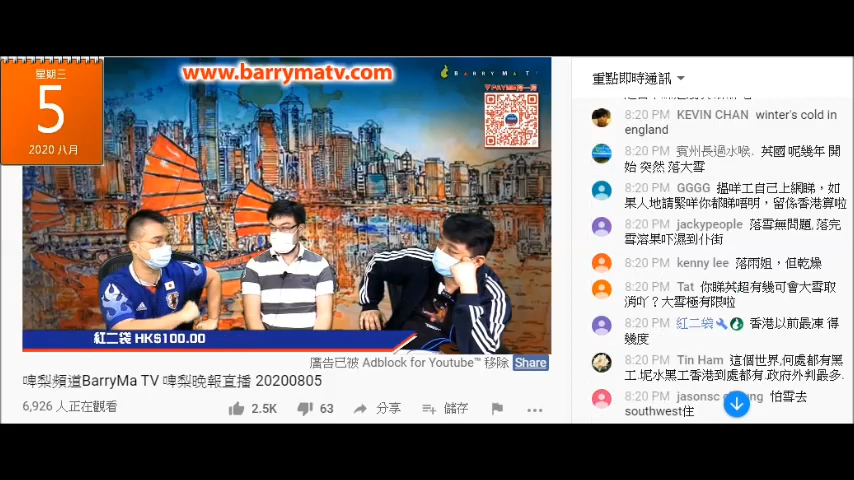 星期三
5
2020 八月
www.barrymatv.com
BARRYMAT
PAYME
紅二袋 HK$100.00
廣告已被 Adblock for Youtube™ 移除 Share
啤梨頻道BarryMa TV 啤梨晚報直播 20200805
6,926 人正在觀看
2.5K 63 分享 儲存
重點即時通訊
8:20 PM KEVIN CHAN winter's cold in
england
8:20 PM 賓州長過水喉. 英國 呢幾年 開
始 突然 落大雪
8:20 PM GGGG 搵咩工自己上網睇，如
果人地請緊咩你都唔明，留係香港算啦
8:20 PM jackypeople 落雪無問題, 落完
雪溶果吓濕到仆街
8:20 PM kenny lee 落雨姐，但乾燥
8:20 PM Tat 你睇英超有幾可會大雪取
消吖？大雪極有限啦
8:20 PM 紅二袋 香港以前最凍 得
幾度
8:20 PM Tin Ham 這個世界,何處都有黑
工.坭水黑工香港到處都有.政府外判最多.
8:20 PM jasonsc 怕雪去
southwest住